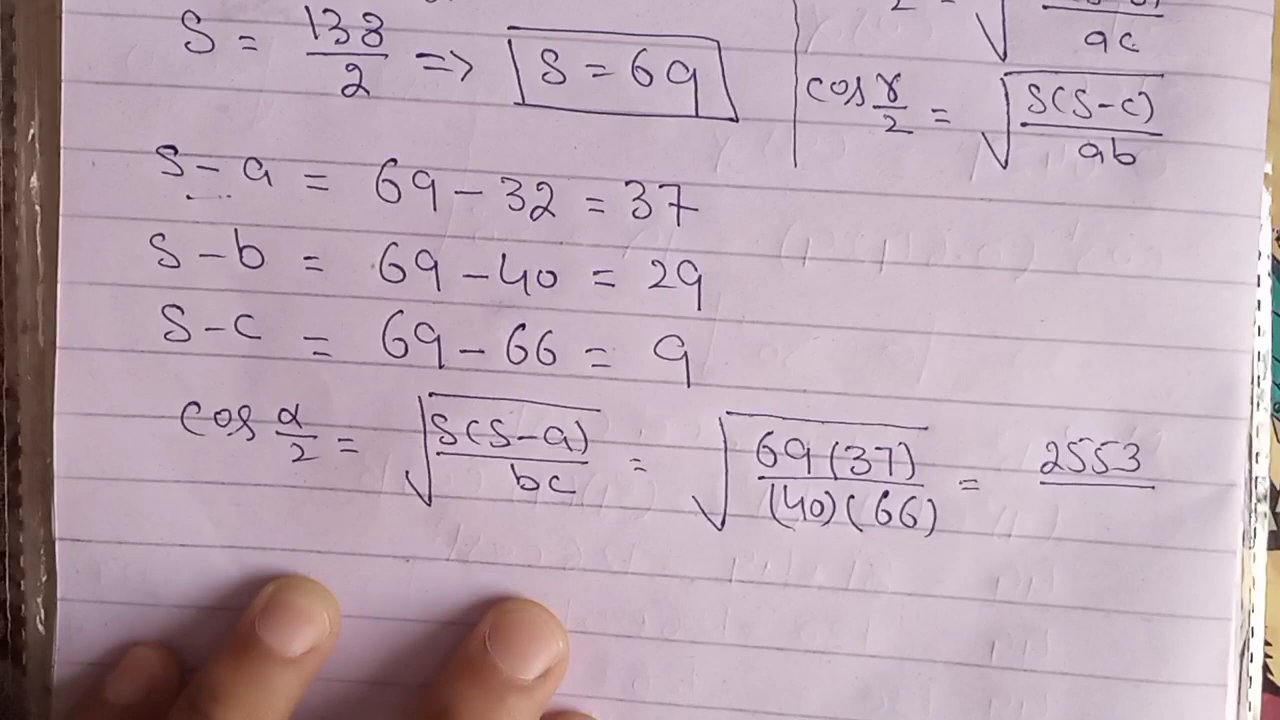 S = 138/2 => S = 69
ac
cos γ/2 = √(S(S-c)/ab)
S - a = 69 - 32 = 37
S - b = 69 - 40 = 29
S - c = 69 - 66 = 9
cos α/2 = √(S(S-a)/bc) = √(69(37)/(40)(66)) = 2553